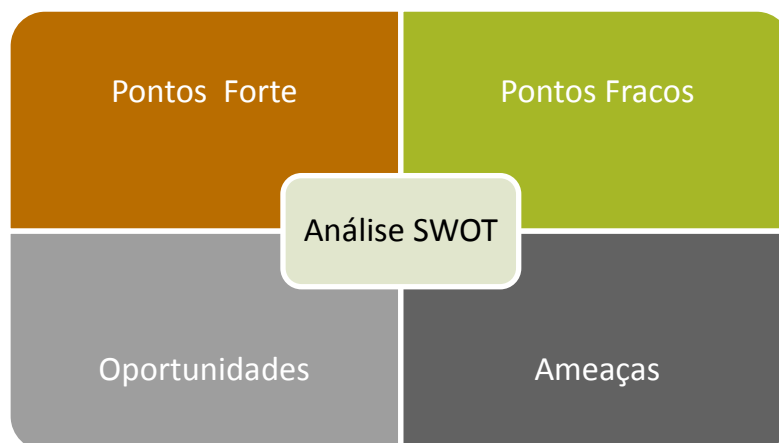 Pontos  Forte
Pontos Fracos
Análise SWOT
Oportunidades
Ameaças